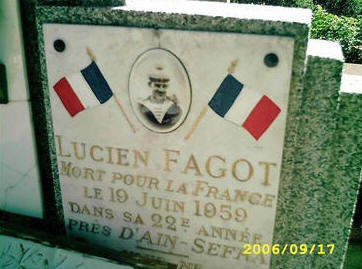 LUCIEN FAGOT
MORT POUR LA FRANCE
LE 19 JUIN 1959
DANS SA 22E ANNÉE
PRÈS D'AIN-SEFRA
2006/09/17